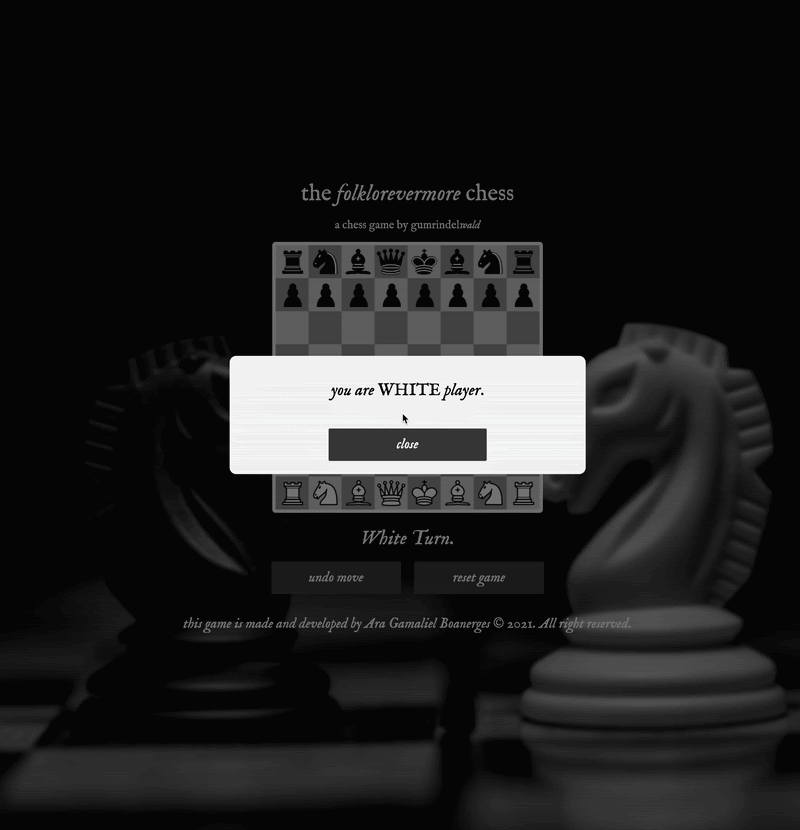 the folklorevermore chess
a chess game by gumrindelwald
you are WHITE player.
close
White Turn.
undo move
reset game
this game is made and developed by Ara Gamaliel Boanerges © 2021. All right reserved.